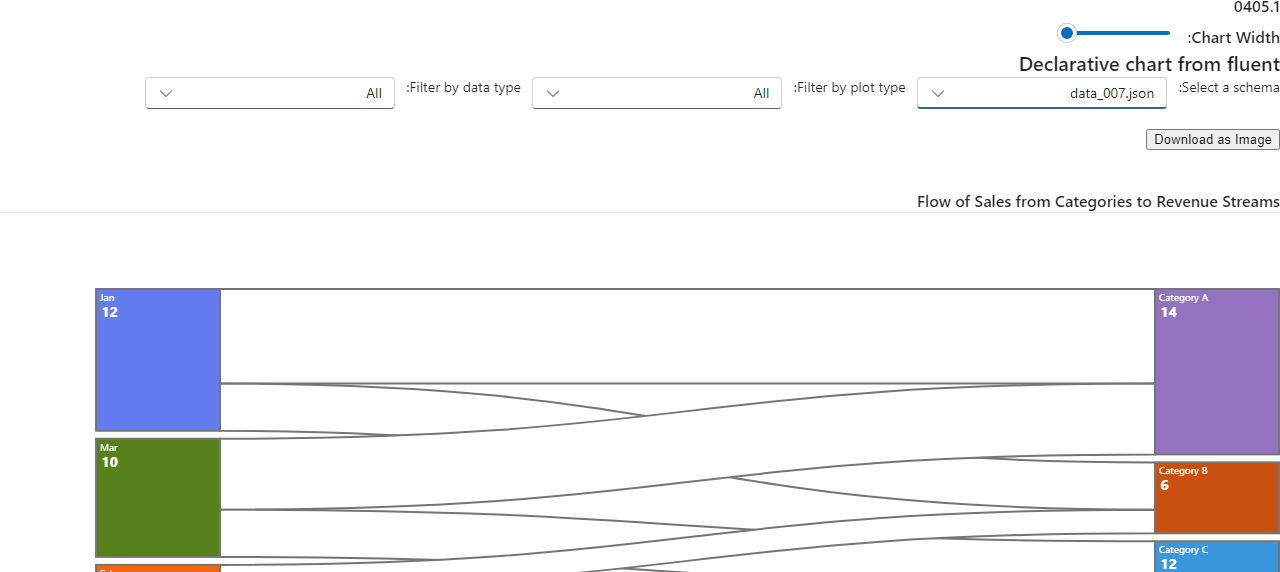 0405.1
:Chart Width
Declarative chart from fluent
:Select a schema
data_007.json
:Filter by plot type
All
:Filter by data type
All
Download as Image
Flow of Sales from Categories to Revenue Streams
Jan
12
Category A
14
Mar
10
Category B
6
Category C
12